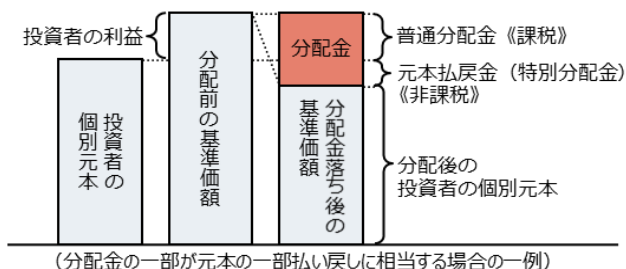 投資者の利益
投資者の
個別元本
分配前の基準価額
分配金
分配金落ち後の
基準価額
普通分配金《課税》
元本払戻金（特別分配金）
《非課税》
分配後の
投資者の個別元本
（分配金の一部が元本の一部払い戻しに相当する場合の一例）